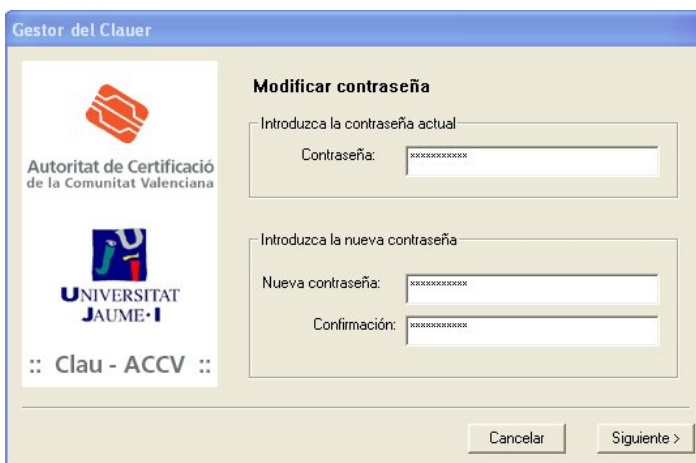 Gestor del Clauer
Autoritat de Certificació
de la Comunitat Valenciana
UNIVERSITAT
JAUME·I
:: Clau - ACCV ::
Modificar contraseña
Introduzca la contraseña actual
Contraseña: ***********
Introduzca la nueva contraseña
Nueva contraseña: ***********
Confirmación: ***********
Cancelar
Siguiente >